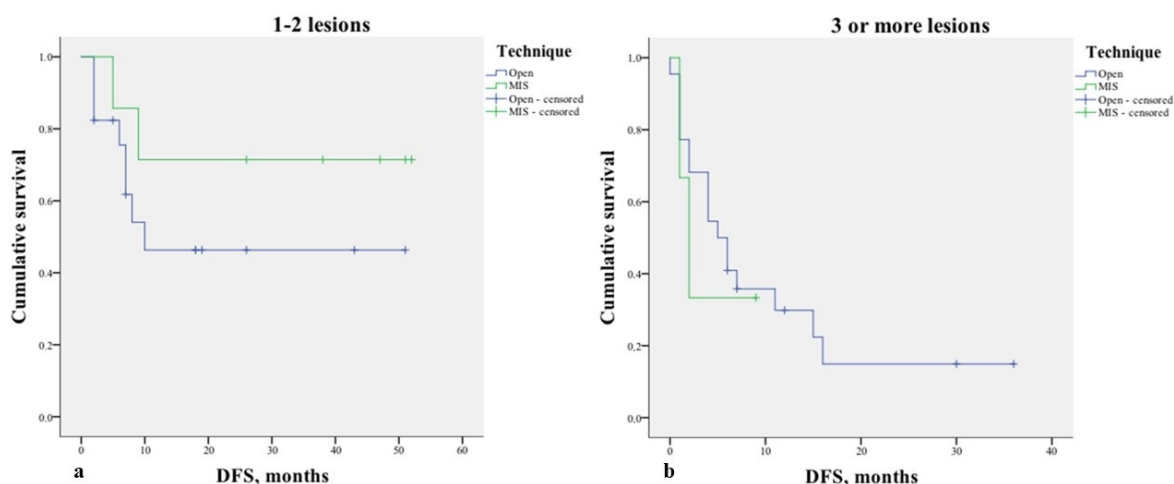 1-2 lesions
Technique
Open
MIS
Open - censored
MIS - censored
Cumulative survival
1.0
0.8
0.6
0.4
0.2
0.0
0 10 20 30 40 50 60
a
DFS, months
3 or more lesions
Technique
Open
MIS
Open - censored
MIS - censored
Cumulative survival
1.0
0.8
0.6
0.4
0.2
0.0
0 10 20 30 40
b
DFS, months